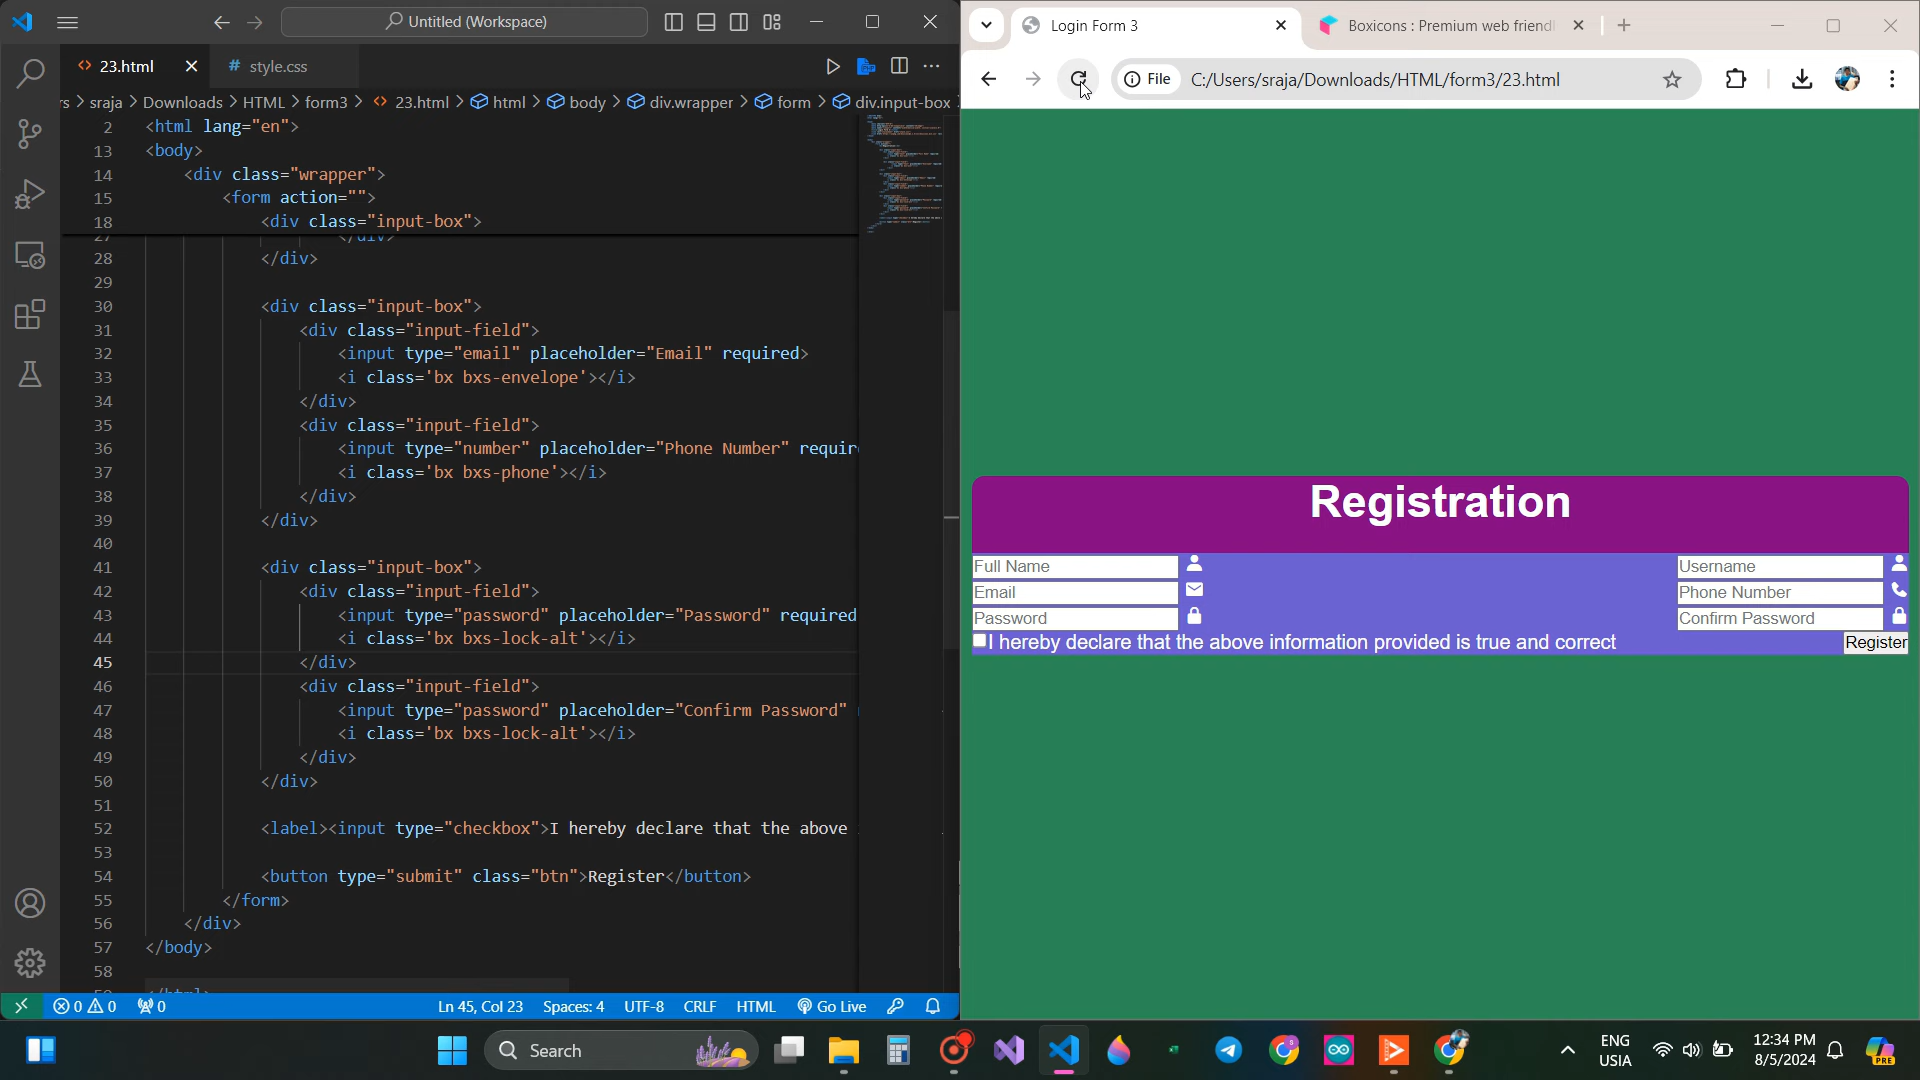 Untitled (Workspace)
23.html
# style.css
rs > sraja > Downloads > HTML > form3 > 23.html > html > body > div.wrapper > form > div.input-box
2 <html lang="en">
13 <body>
14 <div class="wrapper">
15 <form action="">
18 <div class="input-box">
27 </div>
28 </div>
29
30 <div class="input-box">
31 <div class="input-field">
32 <input type="email" placeholder="Email" required>
33 <i class='bx bxs-envelope'></i>
34 </div>
35 <div class="input-field">
36 <input type="number" placeholder="Phone Number" requir
37 <i class='bx bxs-phone'></i>
38 </div>
39 </div>
40
41 <div class="input-box">
42 <div class="input-field">
43 <input type="password" placeholder="Password" required
44 <i class='bx bxs-lock-alt'></i>
45 </div>
46 <div class="input-field">
47 <input type="password" placeholder="Confirm Password"
48 <i class='bx bxs-lock-alt'></i>
49 </div>
50 </div>
51
52 <label><input type="checkbox">I hereby declare that the above
53
54 <button type="submit" class="btn">Register</button>
55 </form>
56 </div>
57 </body>
58
0 0 0 Ln 45, Col 23 Spaces: 4 UTF-8 CRLF HTML Go Live
Login Form 3
Boxicons : Premium web friendl
File C:/Users/sraja/Downloads/HTML/form3/23.html
Registration
Full Name Username
Email Phone Number
Password Confirm Password
I hereby declare that the above information provided is true and correct Register
Search
ENG
USIA
12:34 PM
8/5/2024
PRE